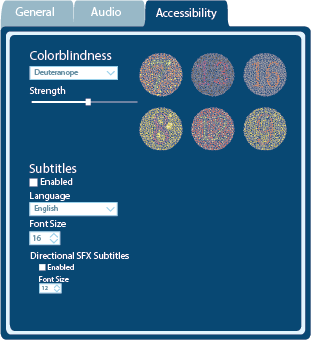 General
Audio
Accessibility
Colorblindness
Deuteranope
Strength
Subtitles
Enabled
Language
English
Font Size
16
Directional SFX Subtitles
Enabled
Font Size
12